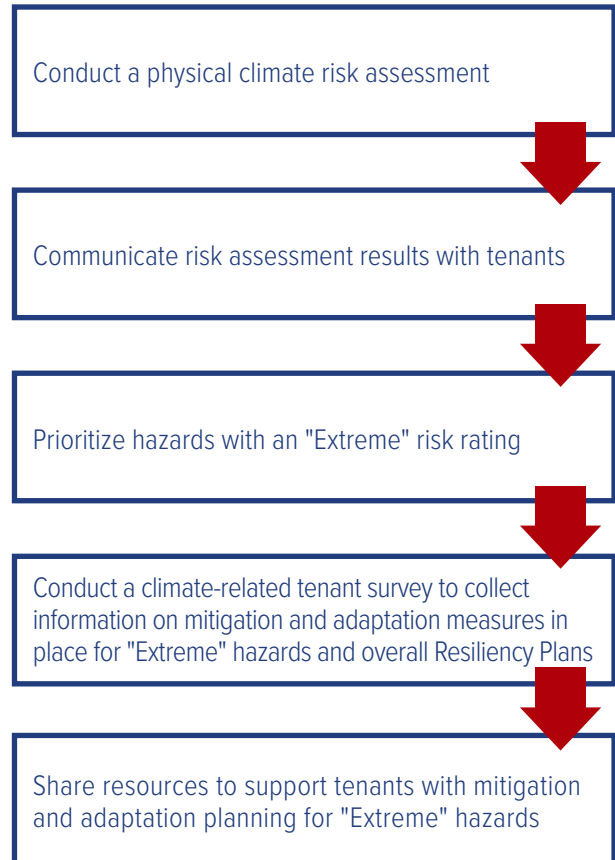 Conduct a physical climate risk assessment
Communicate risk assessment results with tenants
Prioritize hazards with an "Extreme" risk rating
Conduct a climate-related tenant survey to collect
information on mitigation and adaptation measures in
place for "Extreme" hazards and overall Resiliency Plans
Share resources to support tenants with mitigation
and adaptation planning for "Extreme" hazards